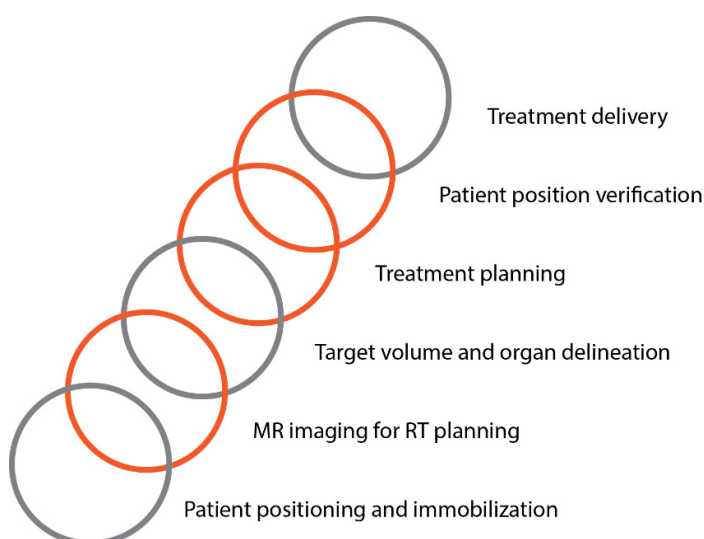 Treatment delivery
Patient position verification
Treatment planning
Target volume and organ delineation
MR imaging for RT planning
Patient positioning and immobilization